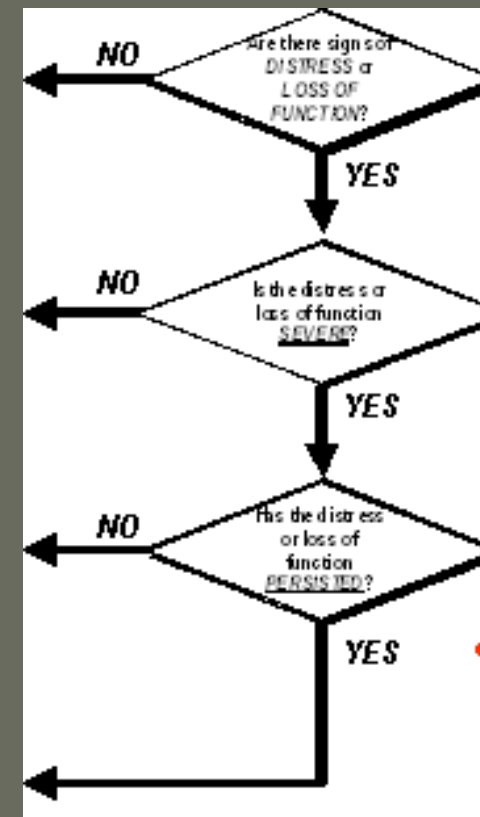 NO
Are there signs of
DISTRESS or
LOSS OF
FUNCTION?
YES
NO
Is the distress or
loss of function
SEVERE?
YES
NO
Has the distress
or loss of
function
PERSISTED?
YES